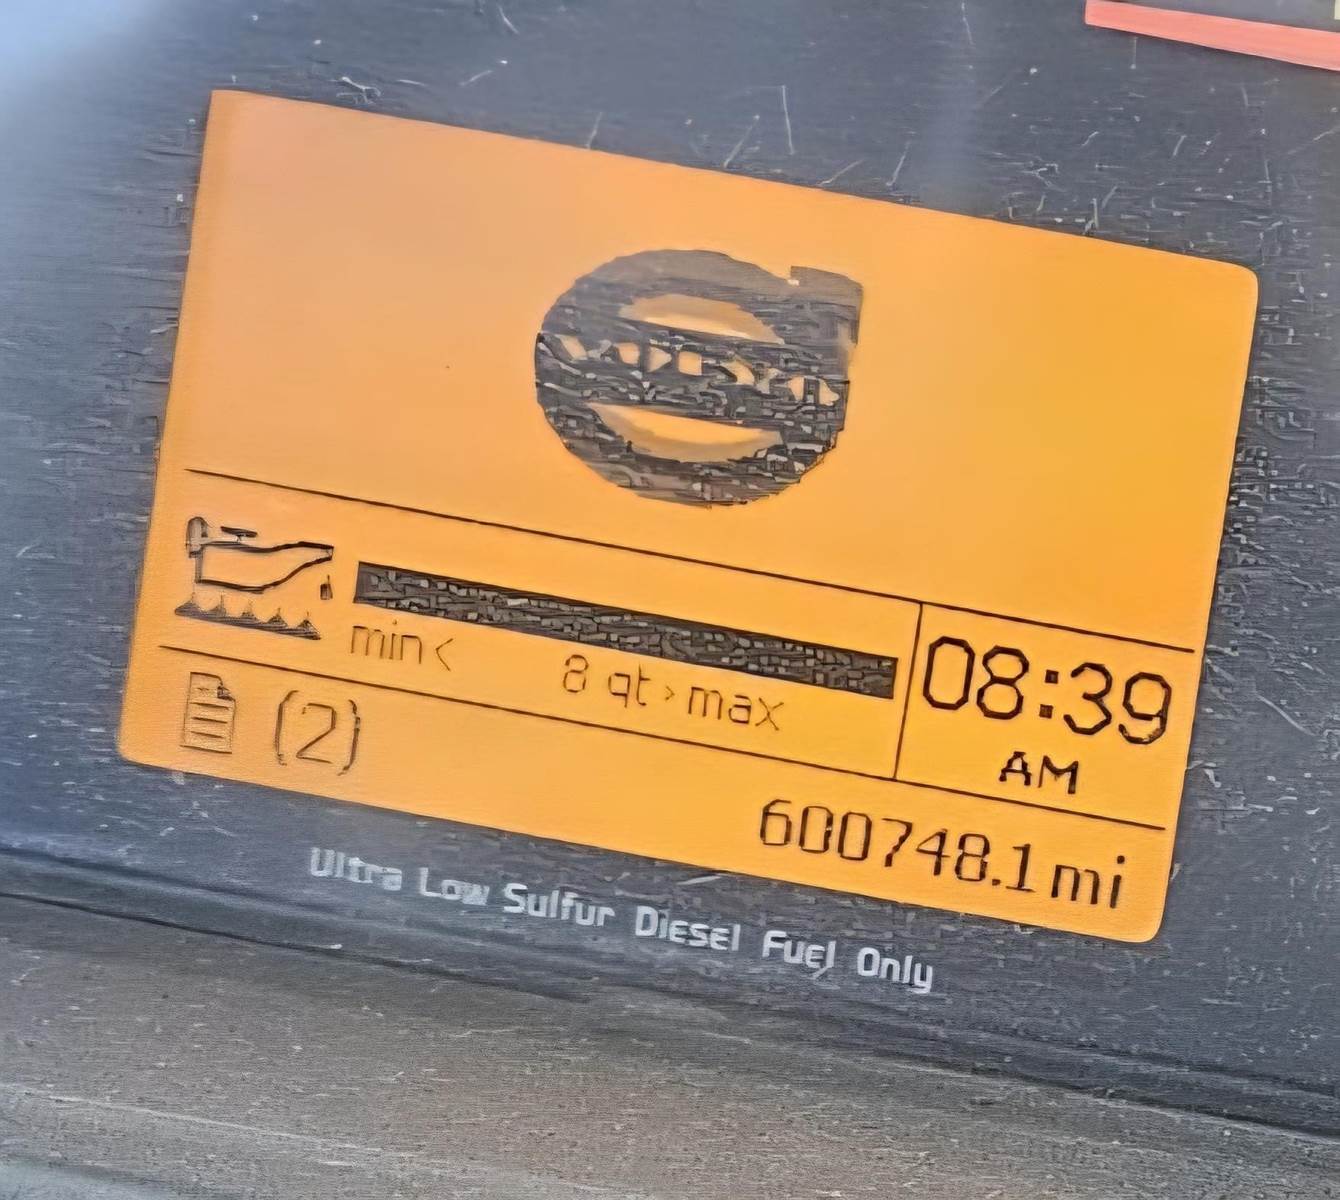 min< 8 qt>max
08:39
AM
(2)
600748.1mi
Ultra Low Sulfur Diesel Fuel Only